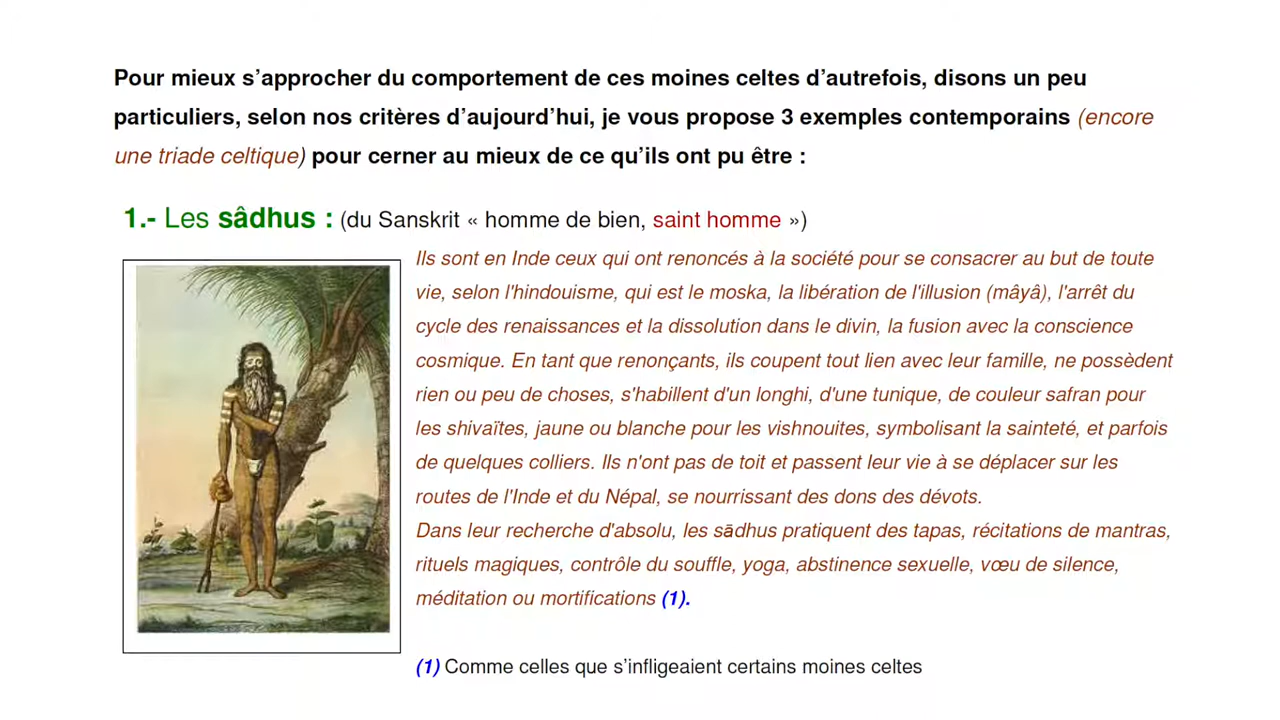 Pour mieux s’approcher du comportement de ces moines celtes d’autrefois, disons un peu
particuliers, selon nos critères d’aujourd’hui, je vous propose 3 exemples contemporains (encore
une triade celtique) pour cerner au mieux de ce qu’ils ont pu être :
1.- Les sâdhus : (du Sanskrit « homme de bien, saint homme »)
Ils sont en Inde ceux qui ont renoncés à la société pour se consacrer au but de toute
vie, selon l'hindouisme, qui est le moska, la libération de l'illusion (mâyâ), l'arrêt du
cycle des renaissances et la dissolution dans le divin, la fusion avec la conscience
cosmique. En tant que renonçants, ils coupent tout lien avec leur famille, ne possèdent
rien ou peu de choses, s'habillent d'un longhi, d'une tunique, de couleur safran pour
les shivaïtes, jaune ou blanche pour les vishnouites, symbolisant la sainteté, et parfois
de quelques colliers. Ils n'ont pas de toit et passent leur vie à se déplacer sur les
routes de l'Inde et du Népal, se nourrissant des dons des dévots.
Dans leur recherche d'absolu, les sādhus pratiquent des tapas, récitations de mantras,
rituels magiques, contrôle du souffle, yoga, abstinence sexuelle, vœu de silence,
méditation ou mortifications (1).
(1) Comme celles que s’infligeaient certains moines celtes